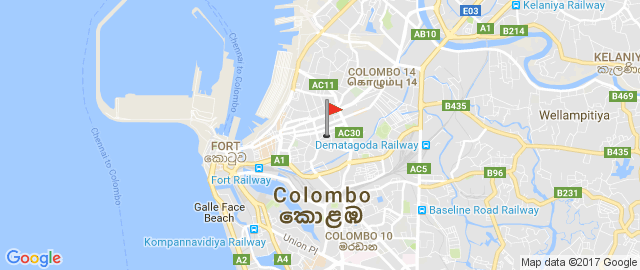 Kelaniya Railway
E03
A1
B214
AB10
KELANIY
කැලණි
COLOMBO 14
கொழும்பு 14
AC11
B469
B435
Wellampitiya
Chennai to Colombo
AC30
FORT
කොටුව
Dematagoda Railway
B435
A1
Fort Railway
AC5
B96
Chennai to Colombo
Colombo
කොළඹ
B231
Galle Face
Beach
Baseline Road Railway
Kompannavidiya Railway
Union Pl
COLOMBO 10
මරදාන
A2
A4
Google
Map data ©2017 Google